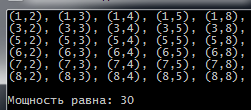 (1,2), (1,3), (1,4), (1,5), (1,8),
(3,2), (3,3), (3,4), (3,5), (3,8),
(5,2), (5,3), (5,4), (5,5), (5,8),
(6,2), (6,3), (6,4), (6,5), (6,8),
(7,2), (7,3), (7,4), (7,5), (7,8),
(8,2), (8,3), (8,4), (8,5), (8,8),
Мощность равна: 30